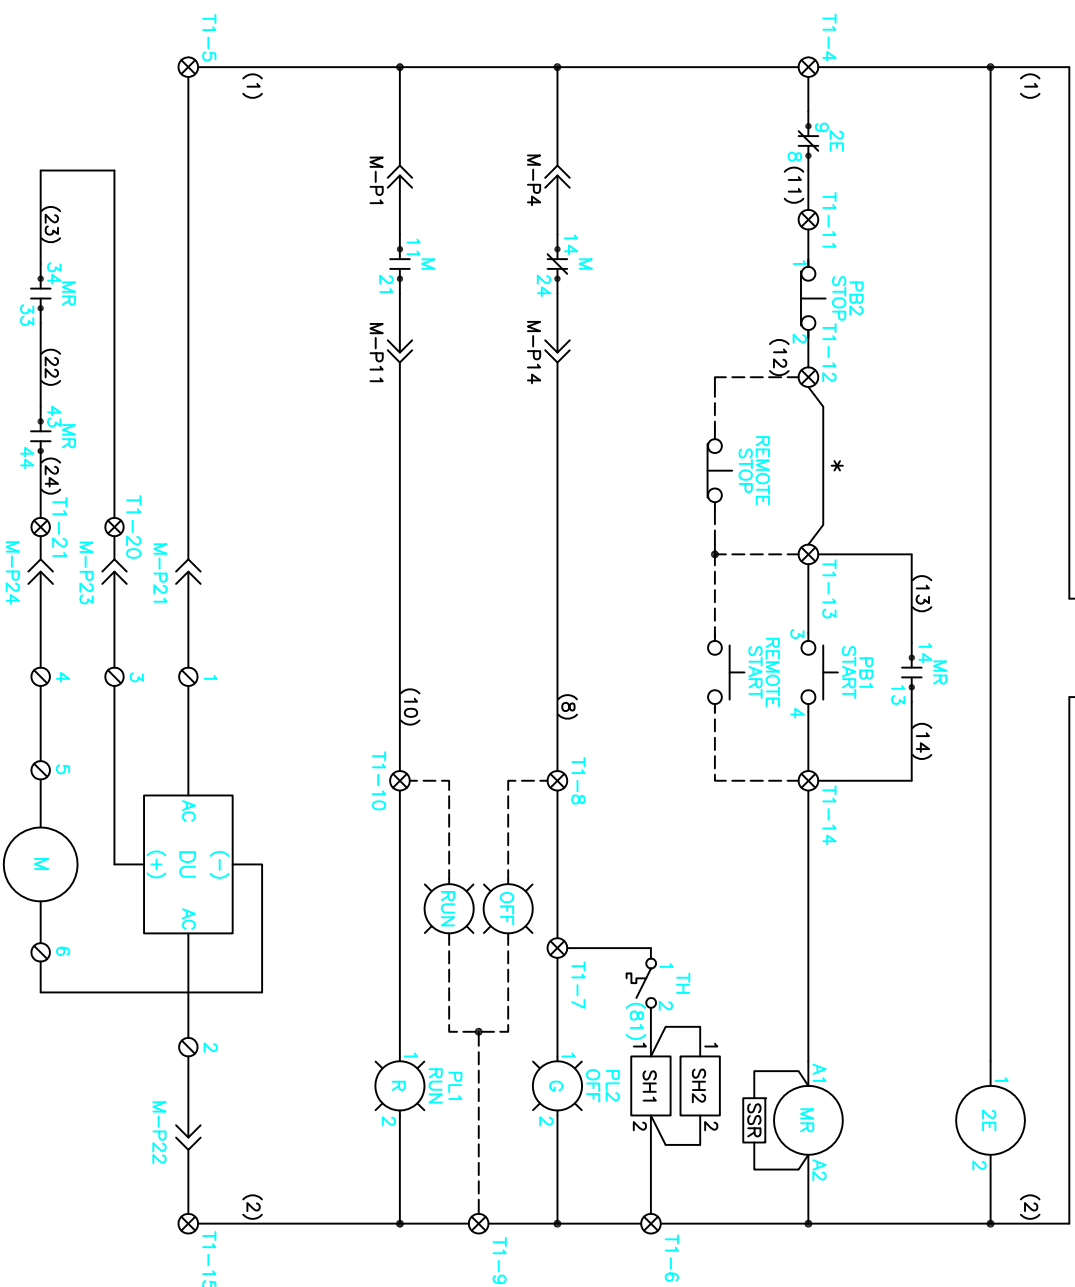 (1)
(2)
1
2E
2
(13)
MR
14
13
(14)
T1-4
2E
9
8
(11)
T1-11
PB2
STOP
1
2
T1-12
(12)
*
T1-13
PB1
START
3
4
T1-14
A1
MR
A2
SSR
REMOTE
STOP
REMOTE
START
1
SH2
2
TH
1
2
(81)
1
SH1
2
T1-6
M-P4
M
14
24
M-P14
(8)
T1-8
T1-7
PL2
OFF
1
G
2
OFF
RUN
T1-9
M-P1
M
11
21
M-P11
(10)
T1-10
PL1
RUN
1
R
2
T1-5
(1)
M-P21
1
AC
(-)
DU
(+)
AC
2
M-P22
(2)
T1-15
T1-20
M-P23
3
(23)
MR
34
33
(22)
MR
43
44
(24)
T1-21
M-P24
4
5
M
6